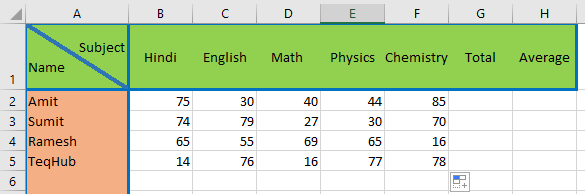 A B C D E F G H
1 Name Subject Hindi English Math Physics Chemistry Total Average
2 Amit 75 30 40 44 85
3 Sumit 74 79 27 30 70
4 Ramesh 65 55 69 65 16
5 TeqHub 14 76 16 77 78
6